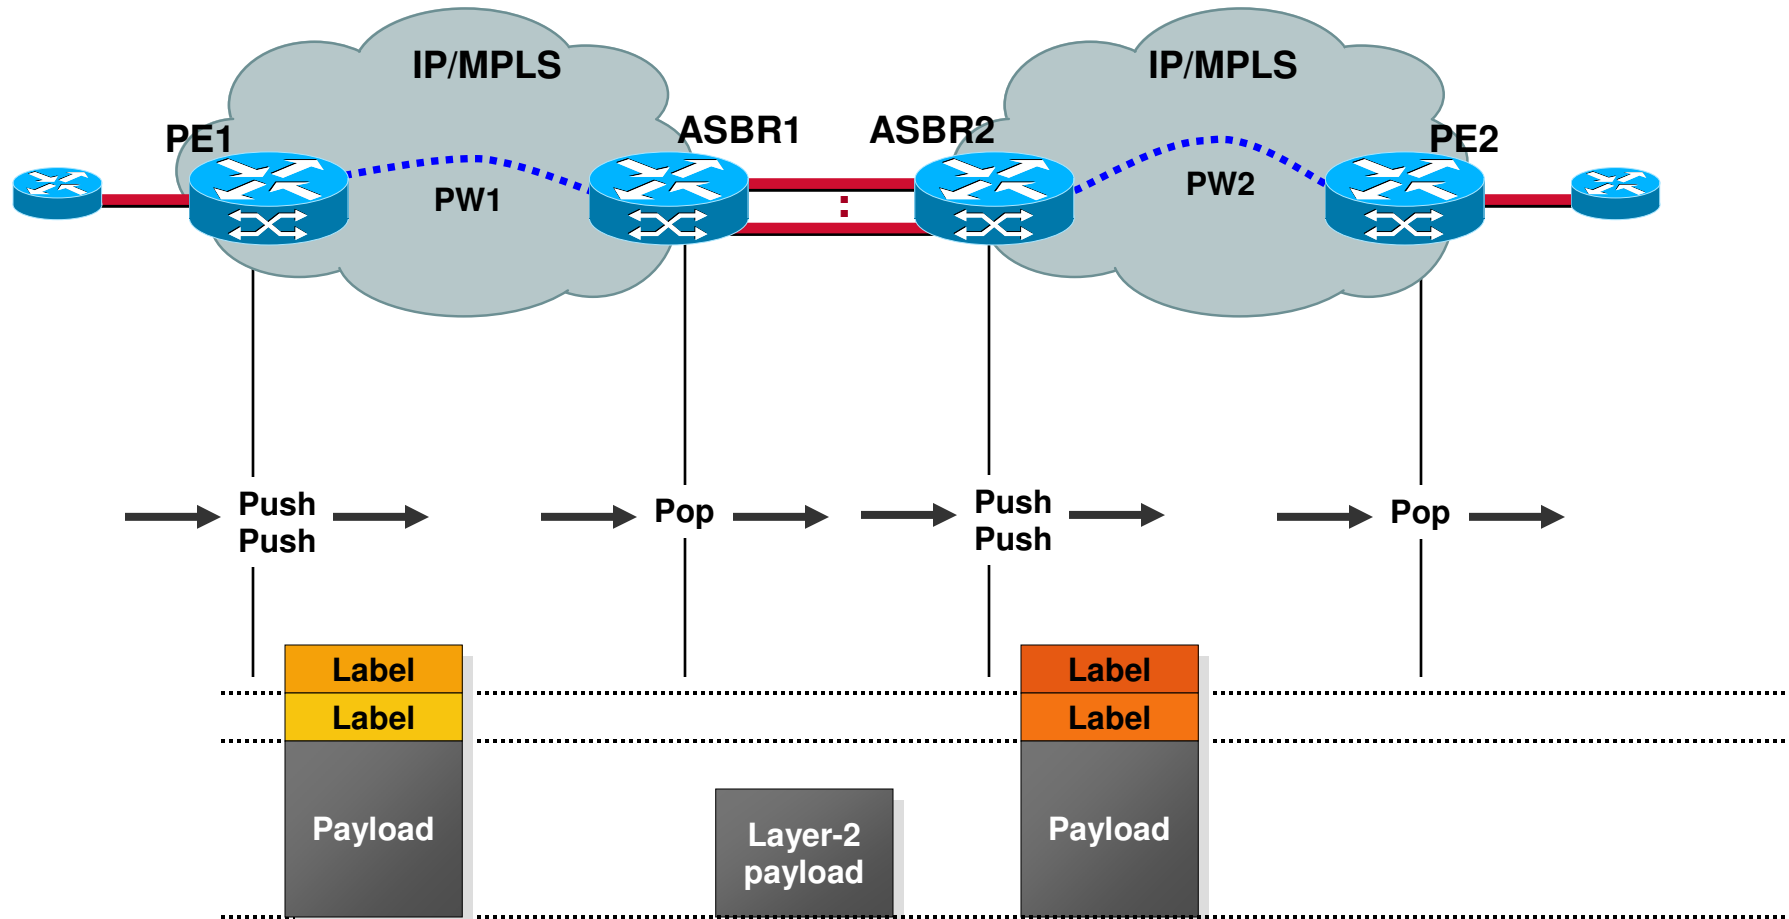 IP/MPLS
IP/MPLS
PE1
ASBR1
ASBR2
PE2
PW1
PW2
Push
Push
Pop
Push
Push
Pop
Label
Label
Payload
Layer-2
payload
Label
Label
Payload